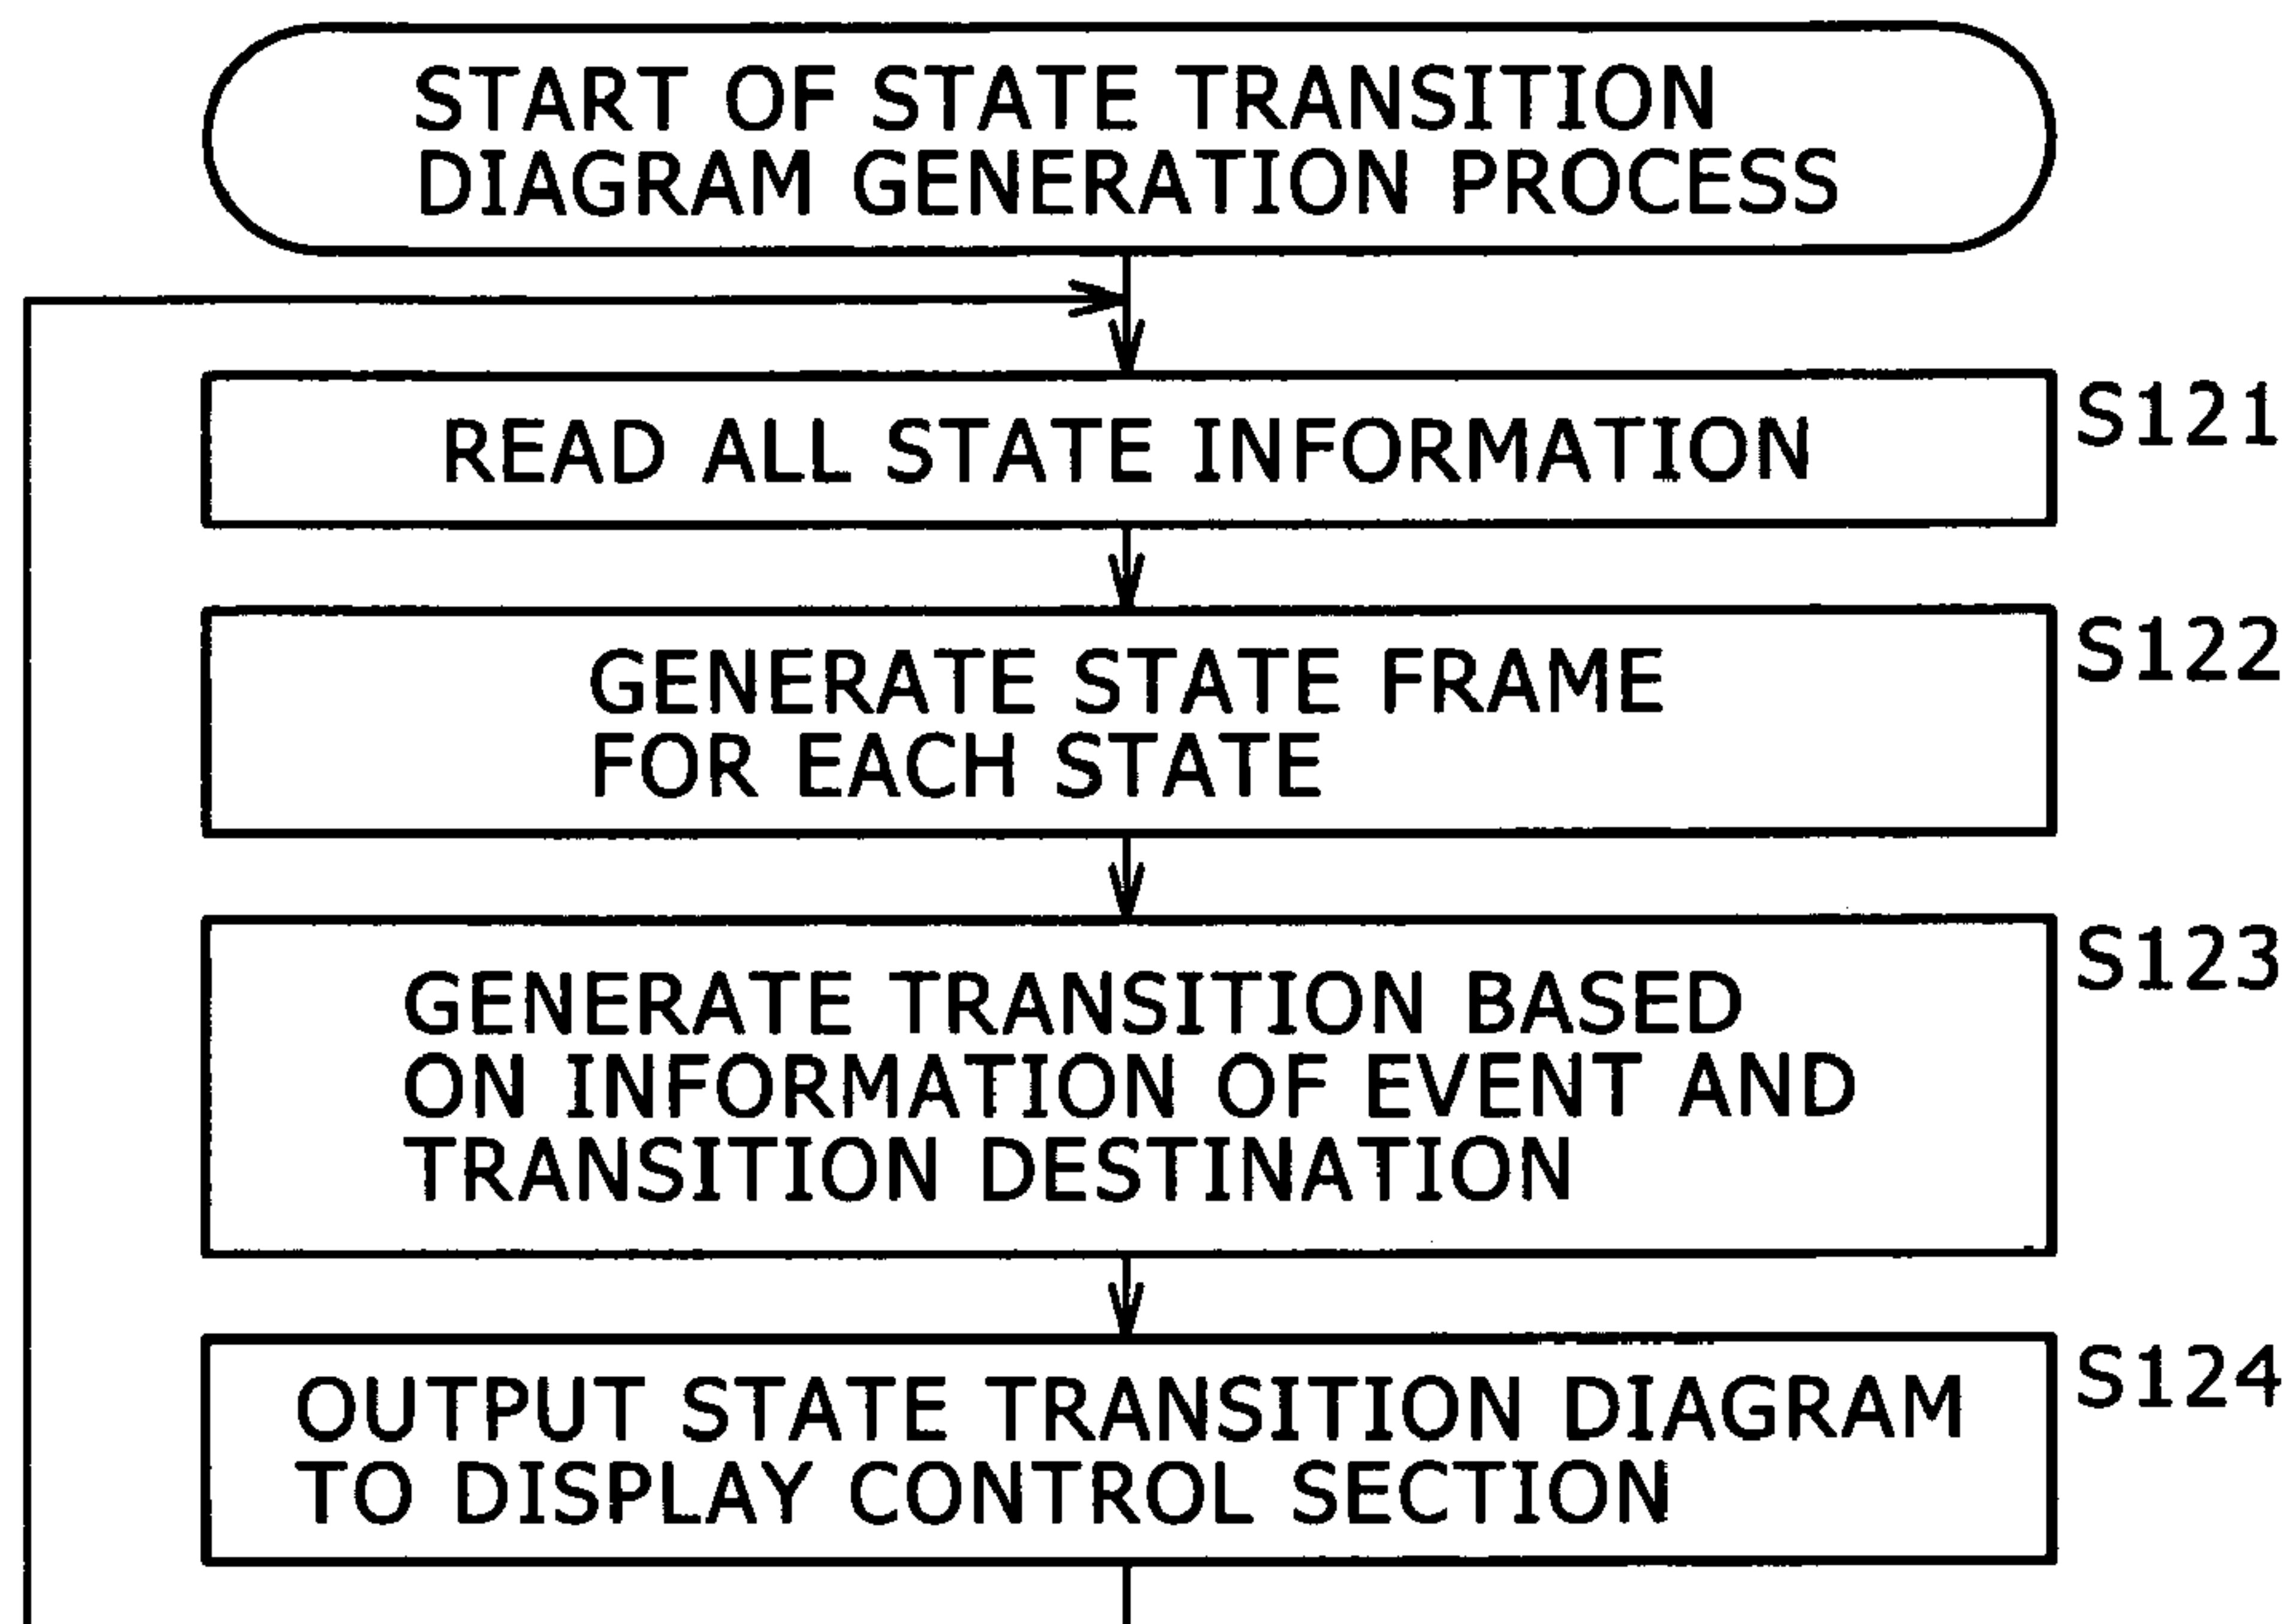 START OF STATE TRANSITION
DIAGRAM GENERATION PROCESS
READ ALL STATE INFORMATION
S121
GENERATE STATE FRAME
FOR EACH STATE
S122
GENERATE TRANSITION BASED
ON INFORMATION OF EVENT AND
TRANSITION DESTINATION
S123
OUTPUT STATE TRANSITION DIAGRAM
TO DISPLAY CONTROL SECTION
S124